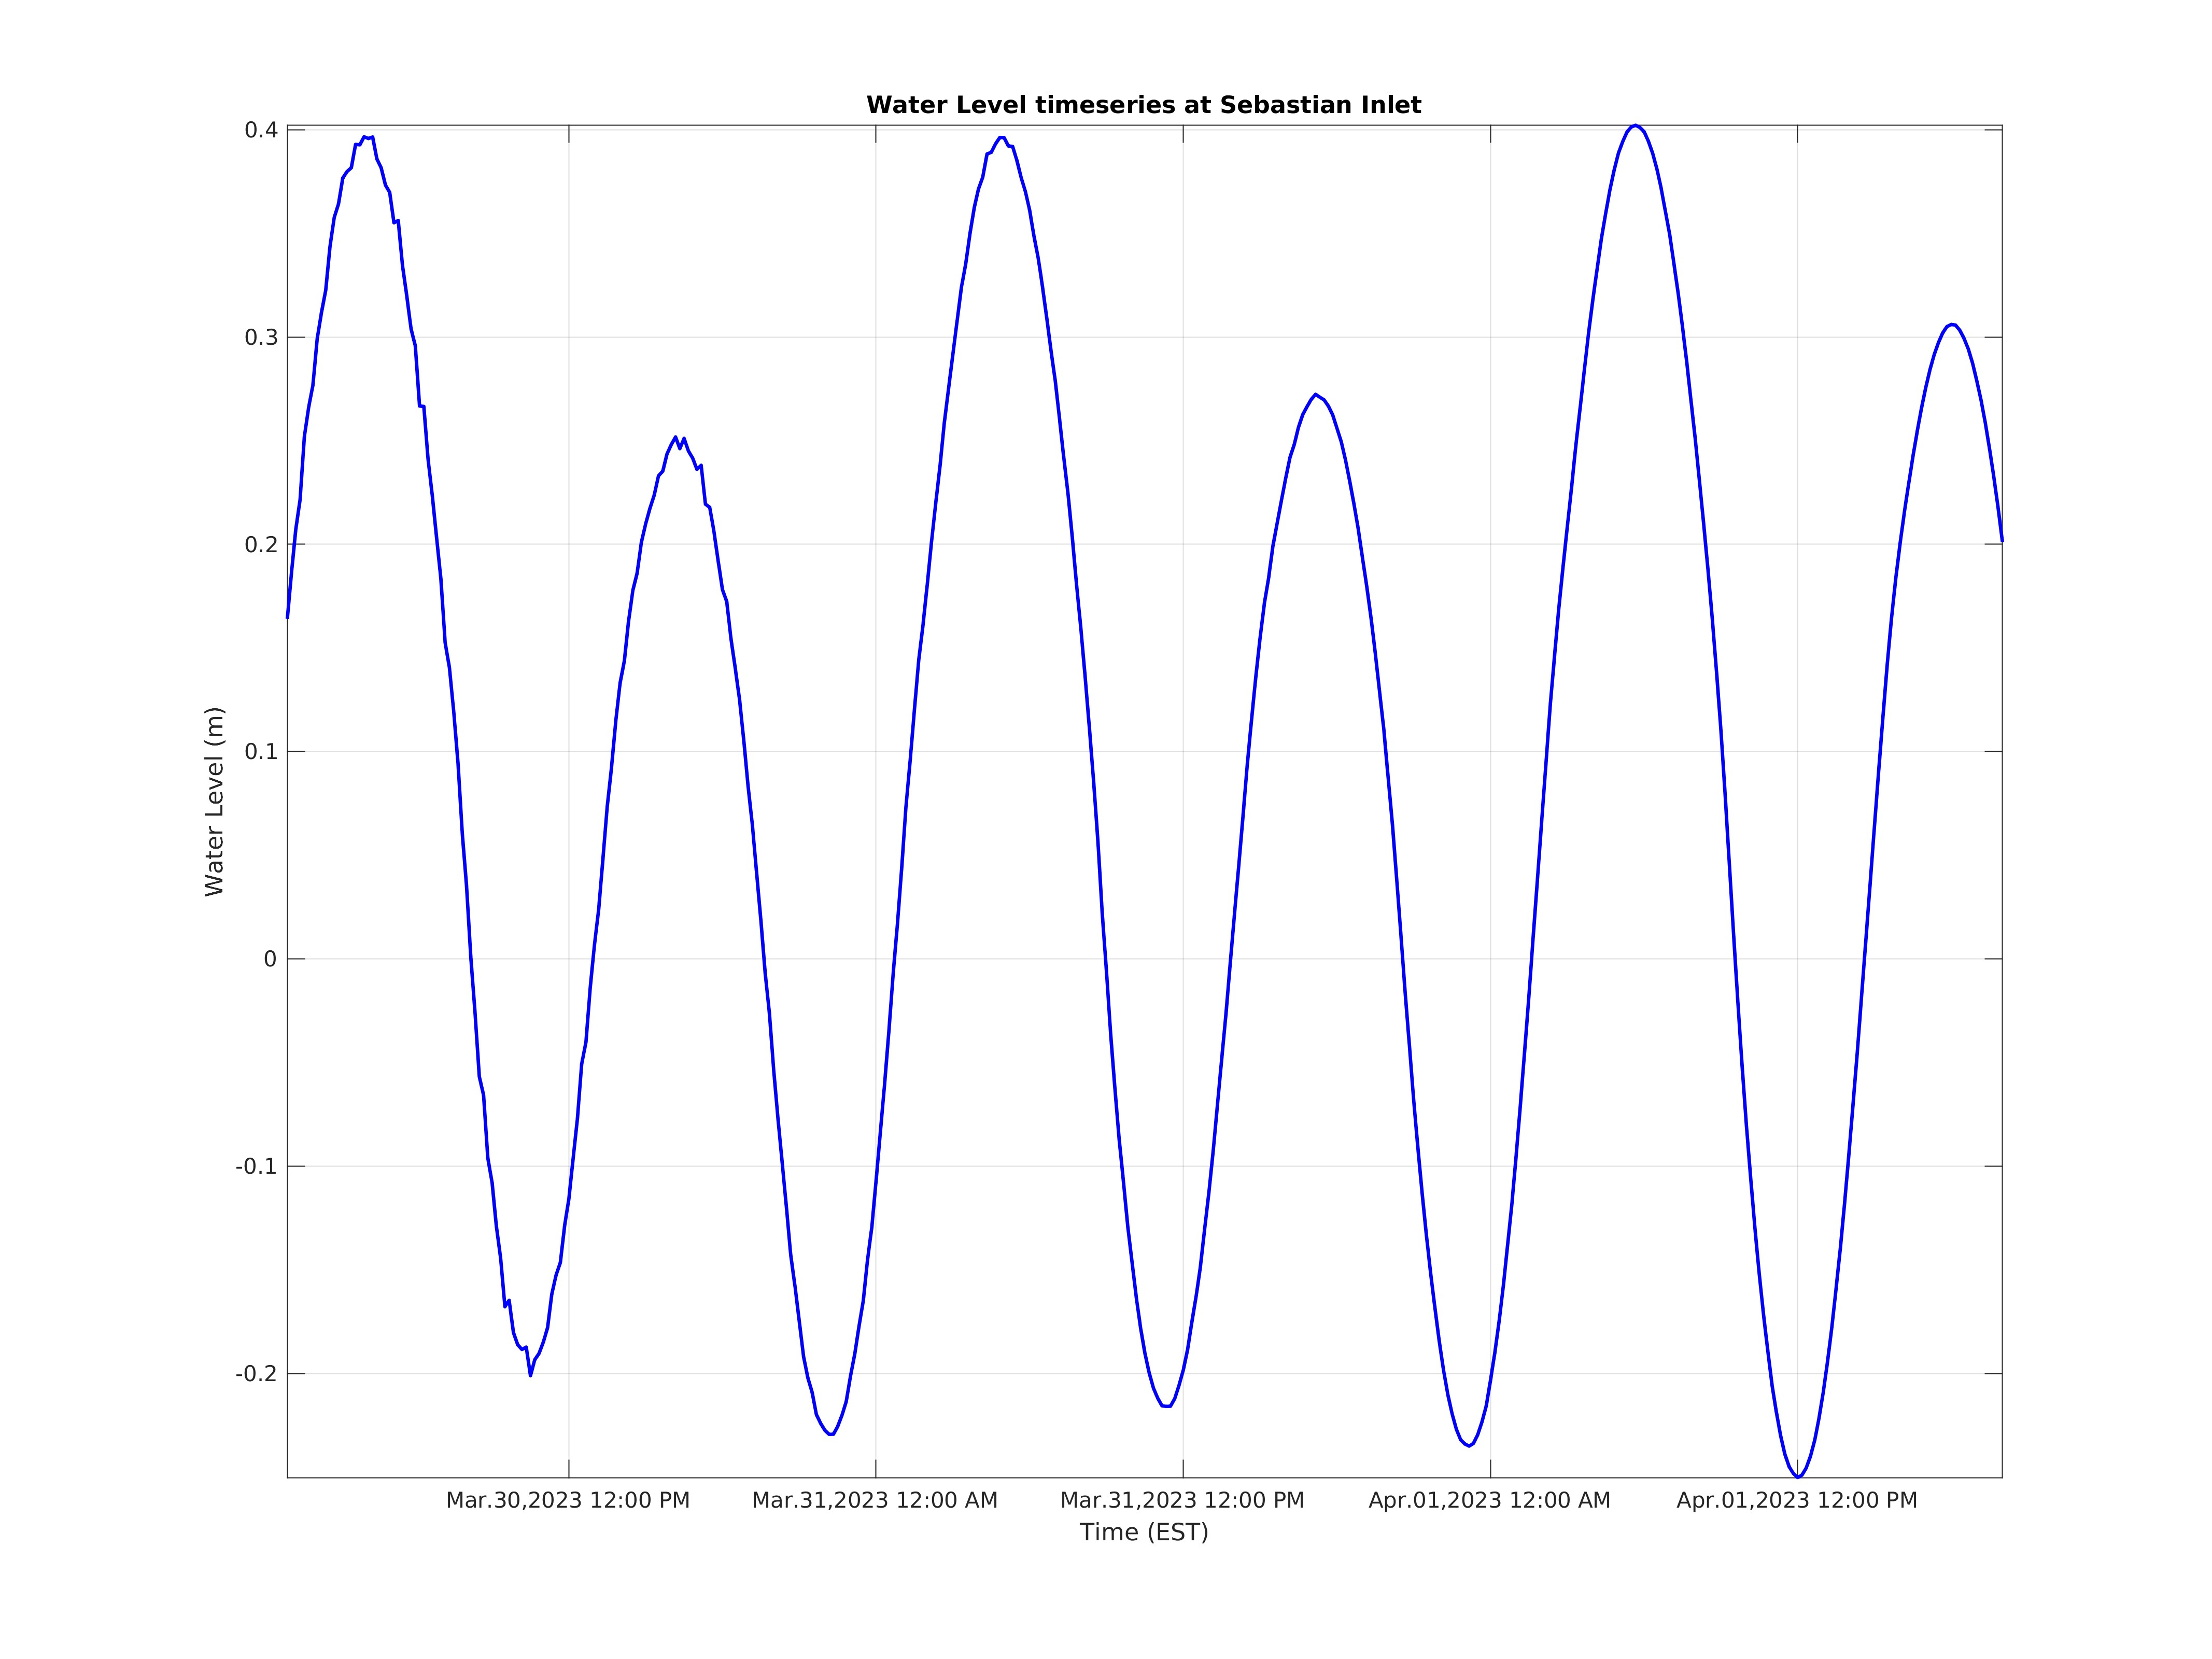 Water Level timeseries at Sebastian Inlet
0.4
0.3
0.2
0.1
0
-0.1
-0.2
Water Level (m)
Mar.30,2023 12:00 PM
Mar.31,2023 12:00 AM
Mar.31,2023 12:00 PM
Apr.01,2023 12:00 AM
Apr.01,2023 12:00 PM
Time (EST)